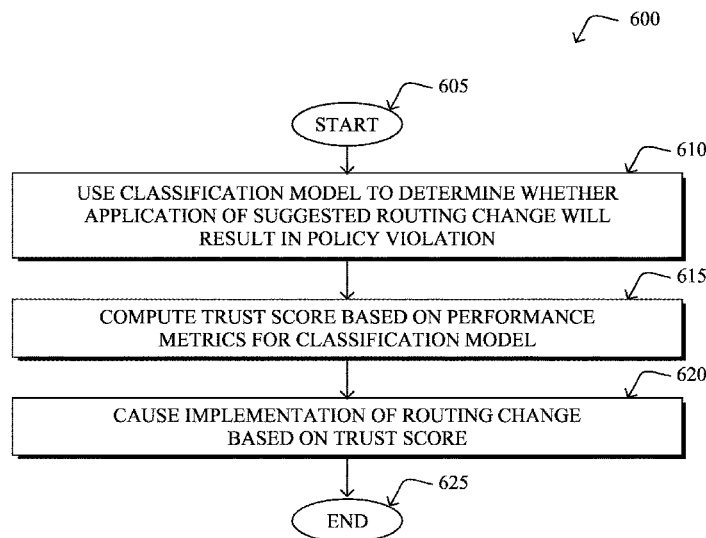 600
605
START
610
USE CLASSIFICATION MODEL TO DETERMINE WHETHER
APPLICATION OF SUGGESTED ROUTING CHANGE WILL
RESULT IN POLICY VIOLATION
615
COMPUTE TRUST SCORE BASED ON PERFORMANCE
METRICS FOR CLASSIFICATION MODEL
620
CAUSE IMPLEMENTATION OF ROUTING CHANGE
BASED ON TRUST SCORE
625
END